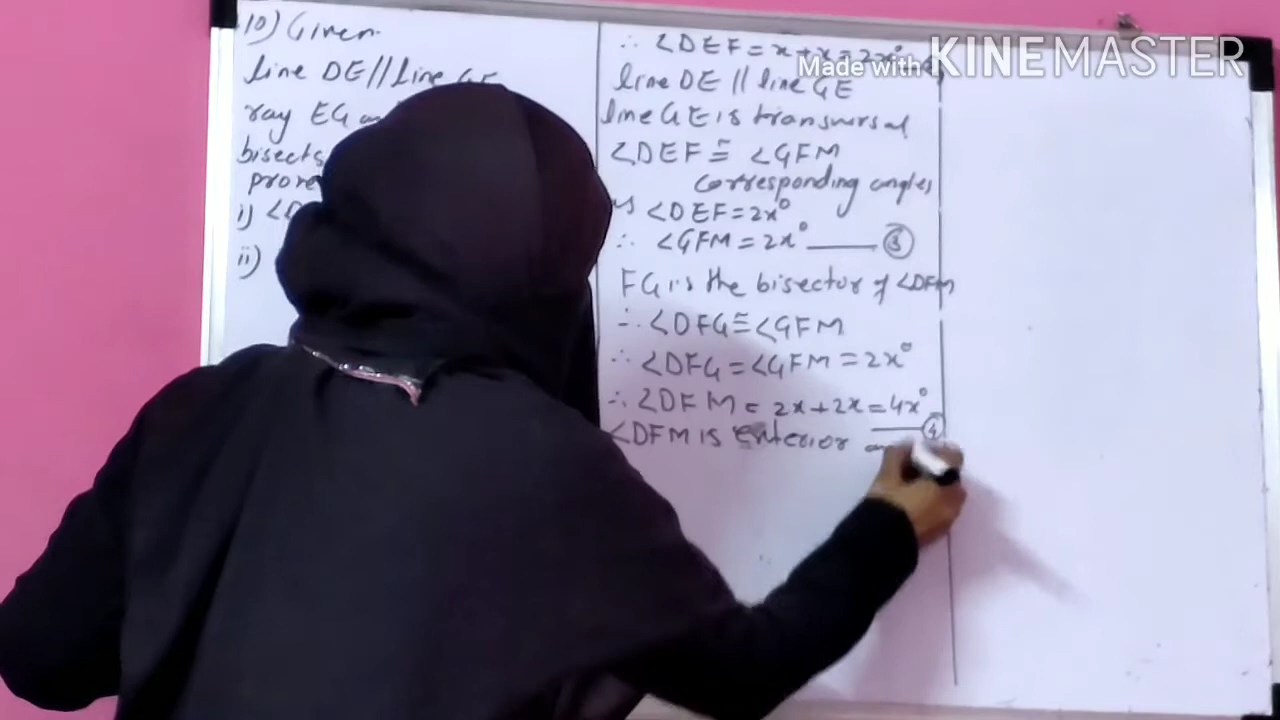 10) Given
line DE // line GF
ray EG
bisects
prove
i) <D
ii)
∴ <DEF = x + x = 2x°
line DE // line GE
line GE is transversal
<DEF ≅ <GFM
corresponding angles
<DEF = 2x°
∴ <GFM = 2x° ③
FG is the bisector of <DFM
∴ <DFG ≅ <GFM
∴ <DFG = <GFM = 2x°
∴ <DFM = 2x + 2x = 4x°
④
<DFM is exterior
Made with KINEMASTER